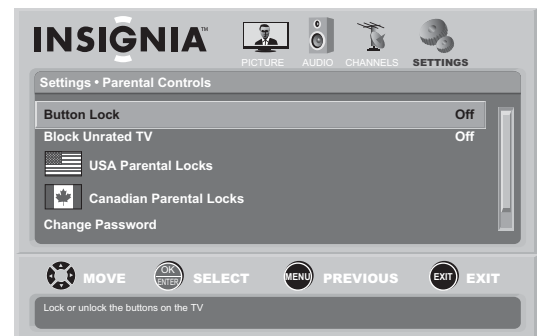 INSIGNIA™
PICTURE AUDIO CHANNELS SETTINGS
Settings • Parental Controls
Button Lock Off
Block Unrated TV Off
USA Parental Locks
Canadian Parental Locks
Change Password
MOVE OK ENTER SELECT MENU PREVIOUS EXIT EXIT
Lock or unlock the buttons on the TV